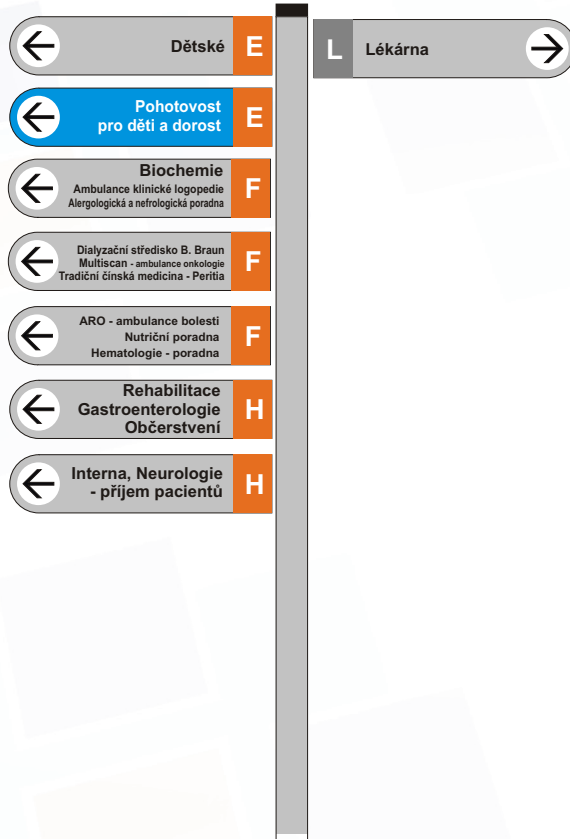 Dětské E
L Lékárna
Pohotovost
pro děti a dorost
E
Biochemie
Ambulance klinické logopedie
Alergologická a nefrologická poradna
F
Dialyzační středisko B. Braun
Multiscan - ambulance onkologie
Tradiční čínská medicina - Peritia
F
ARO - ambulance bolesti
Nutriční poradna
Hematologie - poradna
F
Rehabilitace
Gastroenterologie
Občerstvení
H
Interna, Neurologie
- příjem pacientů
H